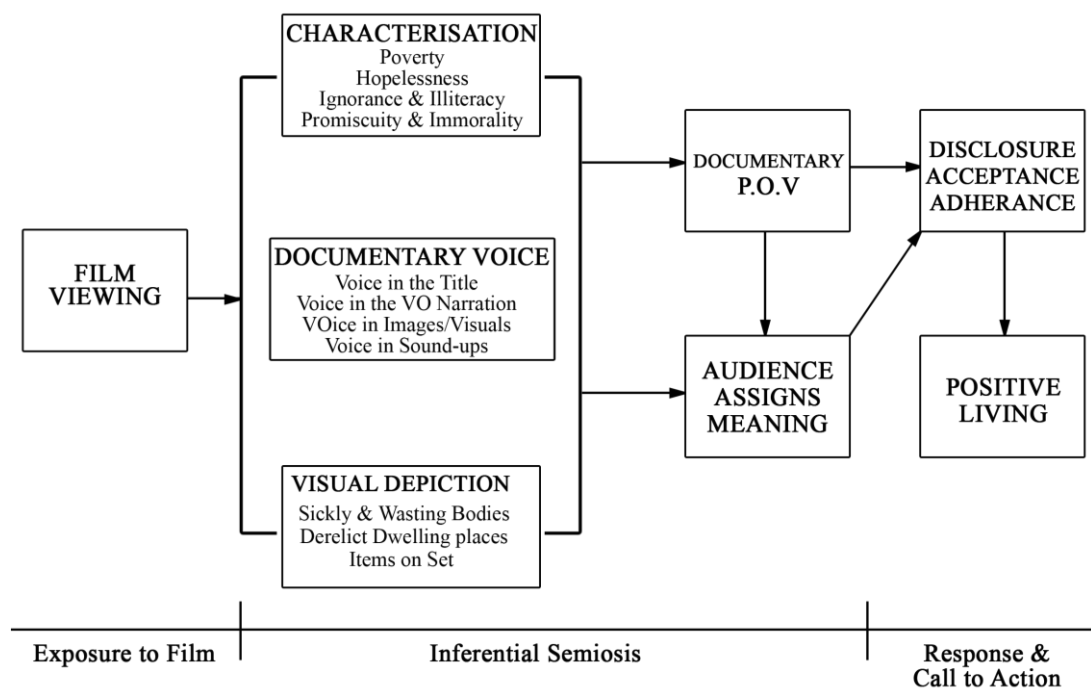 CHARACTERISATION
Poverty
Hopelessness
Ignorance & Illiteracy
Promiscuity & Immorality
FILM
VIEWING
DOCUMENTARY VOICE
Voice in the Title
Voice in the VO Narration
VOice in Images/Visuals
Voice in Sound-ups
VISUAL DEPICTION
Sickly & Wasting Bodies
Derelict Dwelling places
Items on Set
DOCUMENTARY
P.O.V
AUDIENCE
ASSIGNS
MEANING
DISCLOSURE
ACCEPTANCE
ADHERANCE
POSITIVE
LIVING
Exposure to Film
Inferential Semiosis
Response &
Call to Action